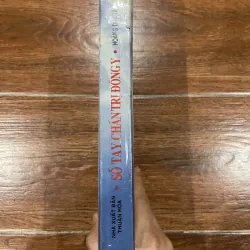 SỔ TAY CHẨN TRỊ ĐÔNG Y
NHÀ XUẤT BẢN
THUẬN HÓA